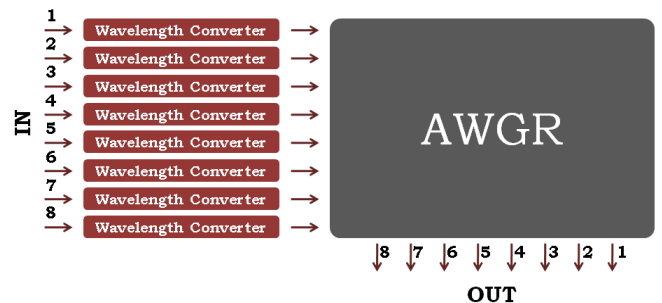 IN
1 Wavelength Converter
2 Wavelength Converter
3 Wavelength Converter
4 Wavelength Converter
5 Wavelength Converter
6 Wavelength Converter
7 Wavelength Converter
8 Wavelength Converter
AWGR
8 7 6 5 4 3 2 1
OUT